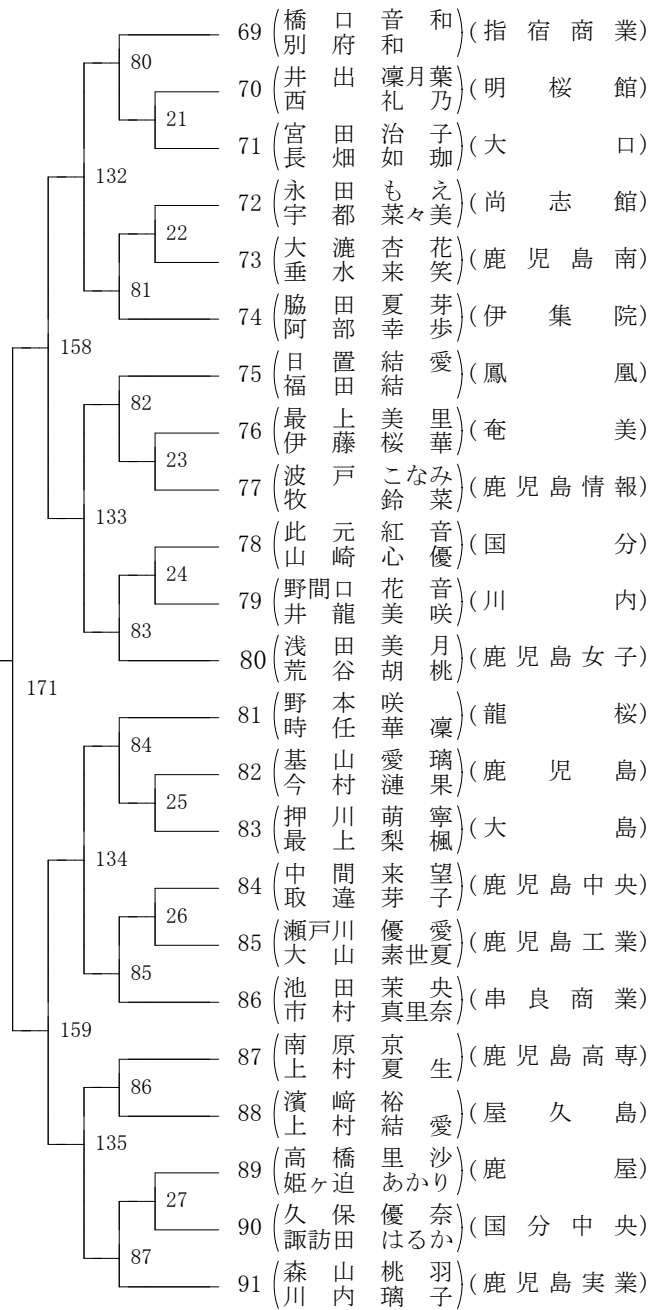 69 橋口音和 別府和 (指宿商業)
80
70 井出凜月葉 西礼乃 (明桜館)
21
71 宮田治子 長畑如珈 (大口)
132
72 永田もえ 宇都菜々美 (尚志館)
22
73 大漉杏花 垂水来笑 (鹿児島南)
81
74 脇田夏芽 阿部幸歩 (伊集院)
158
75 日置結愛 福田結 (鳳凰)
82
76 最上美里 伊藤桜華 (奄美)
23
77 波戸こなみ 牧鈴菜 (鹿児島情報)
133
78 此元紅音 山崎心優 (国分)
24
79 野間口花音 井龍美咲 (川内)
83
80 浅田美月 荒谷胡桃 (鹿児島女子)
171
81 野本咲 時任華凜 (龍桜)
84
82 基山愛璃 今村漣果 (鹿児島)
25
83 押川萌寧 最上梨楓 (大島)
134
84 中間来望 取違芽子 (鹿児島中央)
26
85 瀬戸川優愛 大山素世夏 (鹿児島工業)
85
86 池田茉央 市村真里奈 (串良商業)
159
87 南原京 上村夏生 (鹿児島高専)
86
88 濱﨑裕 上村結愛 (屋久島)
135
89 高橋里沙 姫ヶ迫あかり (鹿屋)
27
90 久保優奈 諏訪田はるか (国分中央)
87
91 森山桃羽 川内璃子 (鹿児島実業)